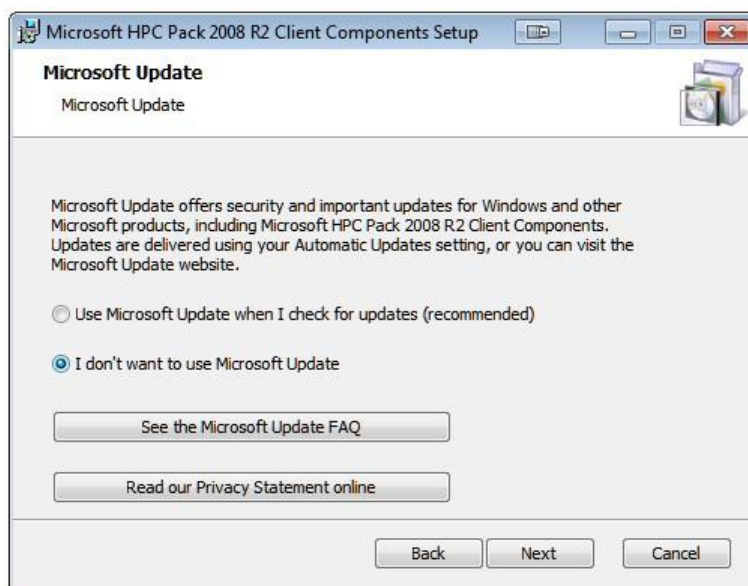 Microsoft HPC Pack 2008 R2 Client Components Setup
Microsoft Update
Microsoft Update
Microsoft Update offers security and important updates for Windows and other
Microsoft products, including Microsoft HPC Pack 2008 R2 Client Components.
Updates are delivered using your Automatic Updates setting, or you can visit the
Microsoft Update website.
Use Microsoft Update when I check for updates (recommended)
I don't want to use Microsoft Update
See the Microsoft Update FAQ
Read our Privacy Statement online
Back Next Cancel